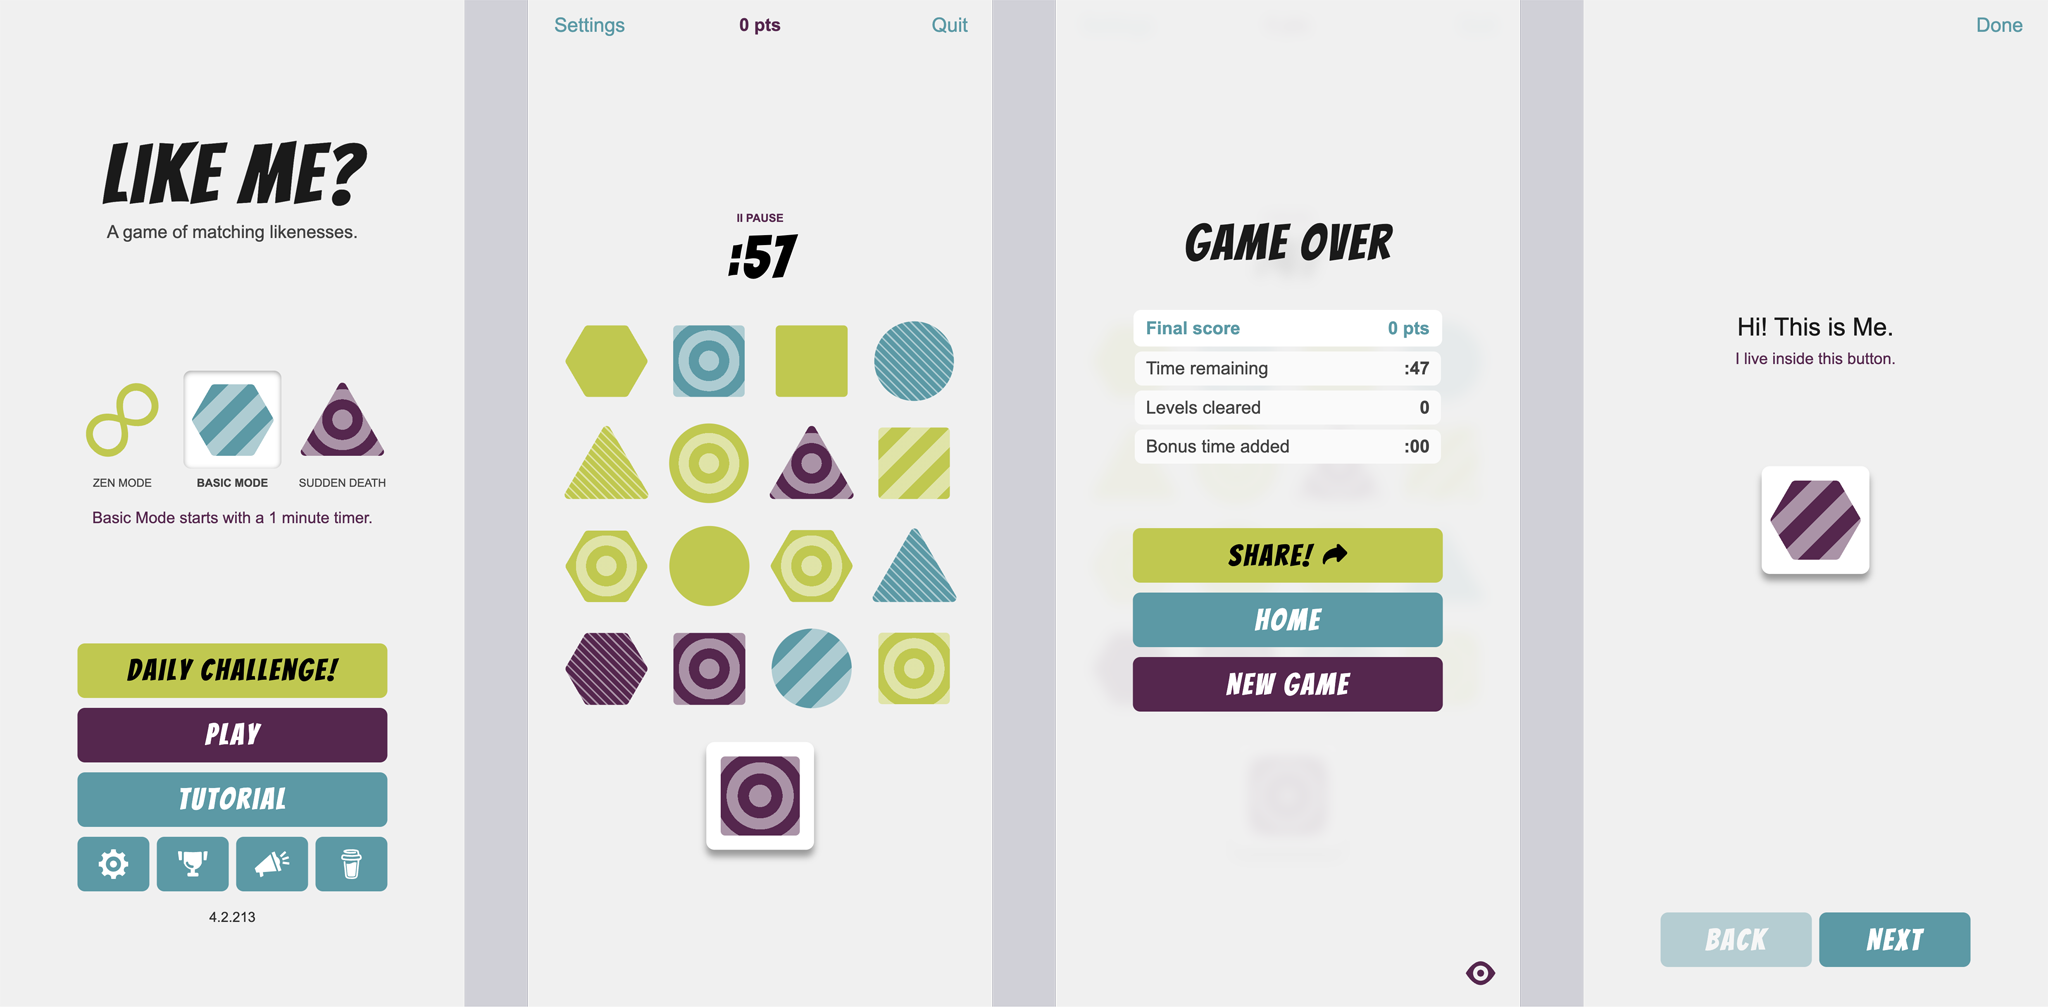 LIKE ME?
A game of matching likenesses.
ZEN MODE
BASIC MODE
SUDDEN DEATH
Basic Mode starts with a 1 minute timer.
DAILY CHALLENGE!
PLAY
TUTORIAL
4.2.213
Settings
0 pts
Quit
II PAUSE
:57
GAME OVER
Final score 0 pts
Time remaining :47
Levels cleared 0
Bonus time added :00
SHARE!
HOME
NEW GAME
Done
Hi! This is Me.
I live inside this button.
BACK
NEXT